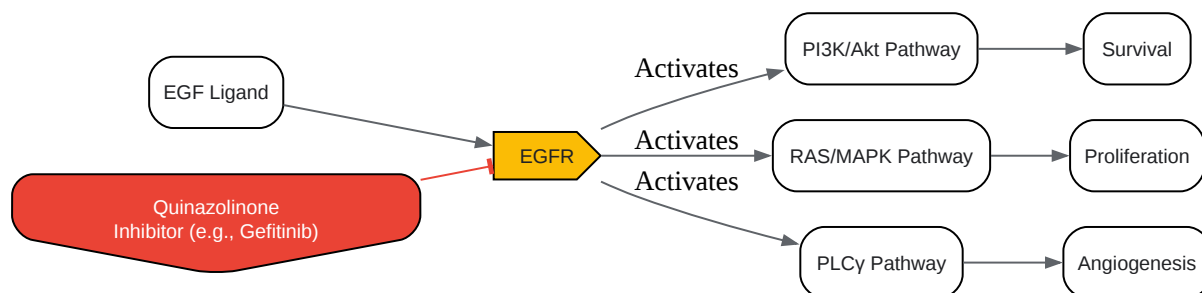 EGF Ligand
Quinazolinone
Inhibitor (e.g., Gefitinib)
EGFR
Activates
PI3K/Akt Pathway
Survival
Activates
RAS/MAPK Pathway
Proliferation
Activates
PLCγ Pathway
Angiogenesis